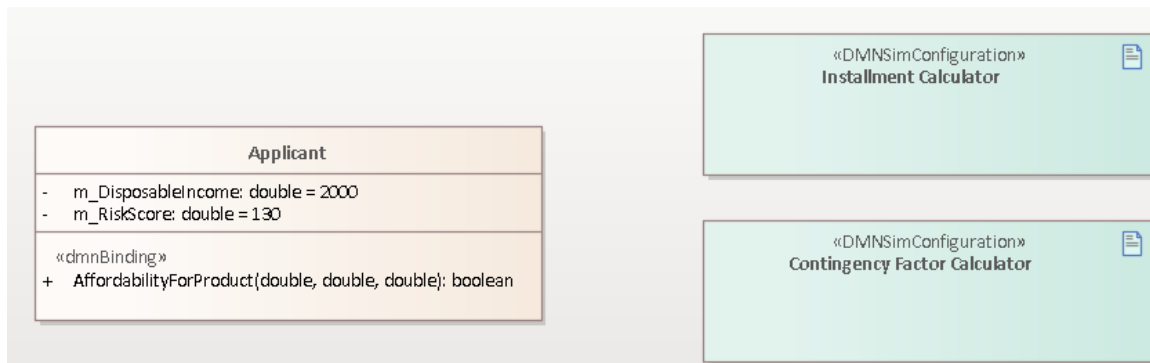 Applicant
- m_DisposableIncome: double = 2000
- m_RiskScore: double = 130
«dmnBinding»
+ AffordabilityForProduct(double, double, double): boolean
«DMNSimConfiguration»
Installment Calculator
«DMNSimConfiguration»
Contingency Factor Calculator